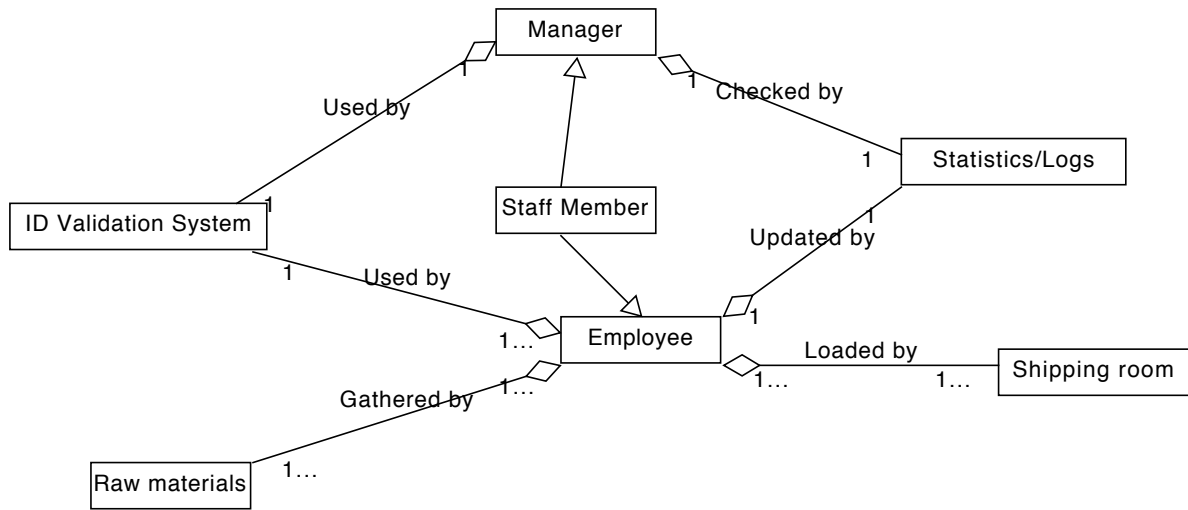 Manager
1
1
Used by
Checked by
1
Statistics/Logs
1
ID Validation System
Staff Member
1
Updated by
1
Used by
1
1...
Employee
Loaded by
1...
1...
Shipping room
1...
Gathered by
1...
Raw materials